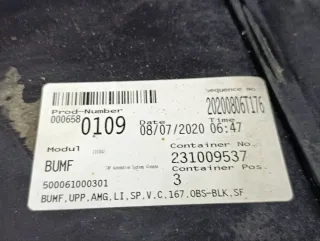 Sequence no.
Prod-Number
20200806T176
000658 0109 Date Time
08/07/2020 06:47
Modul
Container No.
BUMF 231009537
Container Pos.
500061000301 3
BUMF,UPP,AMG,LI,SP,V.C.167,OBS-BLK,SF